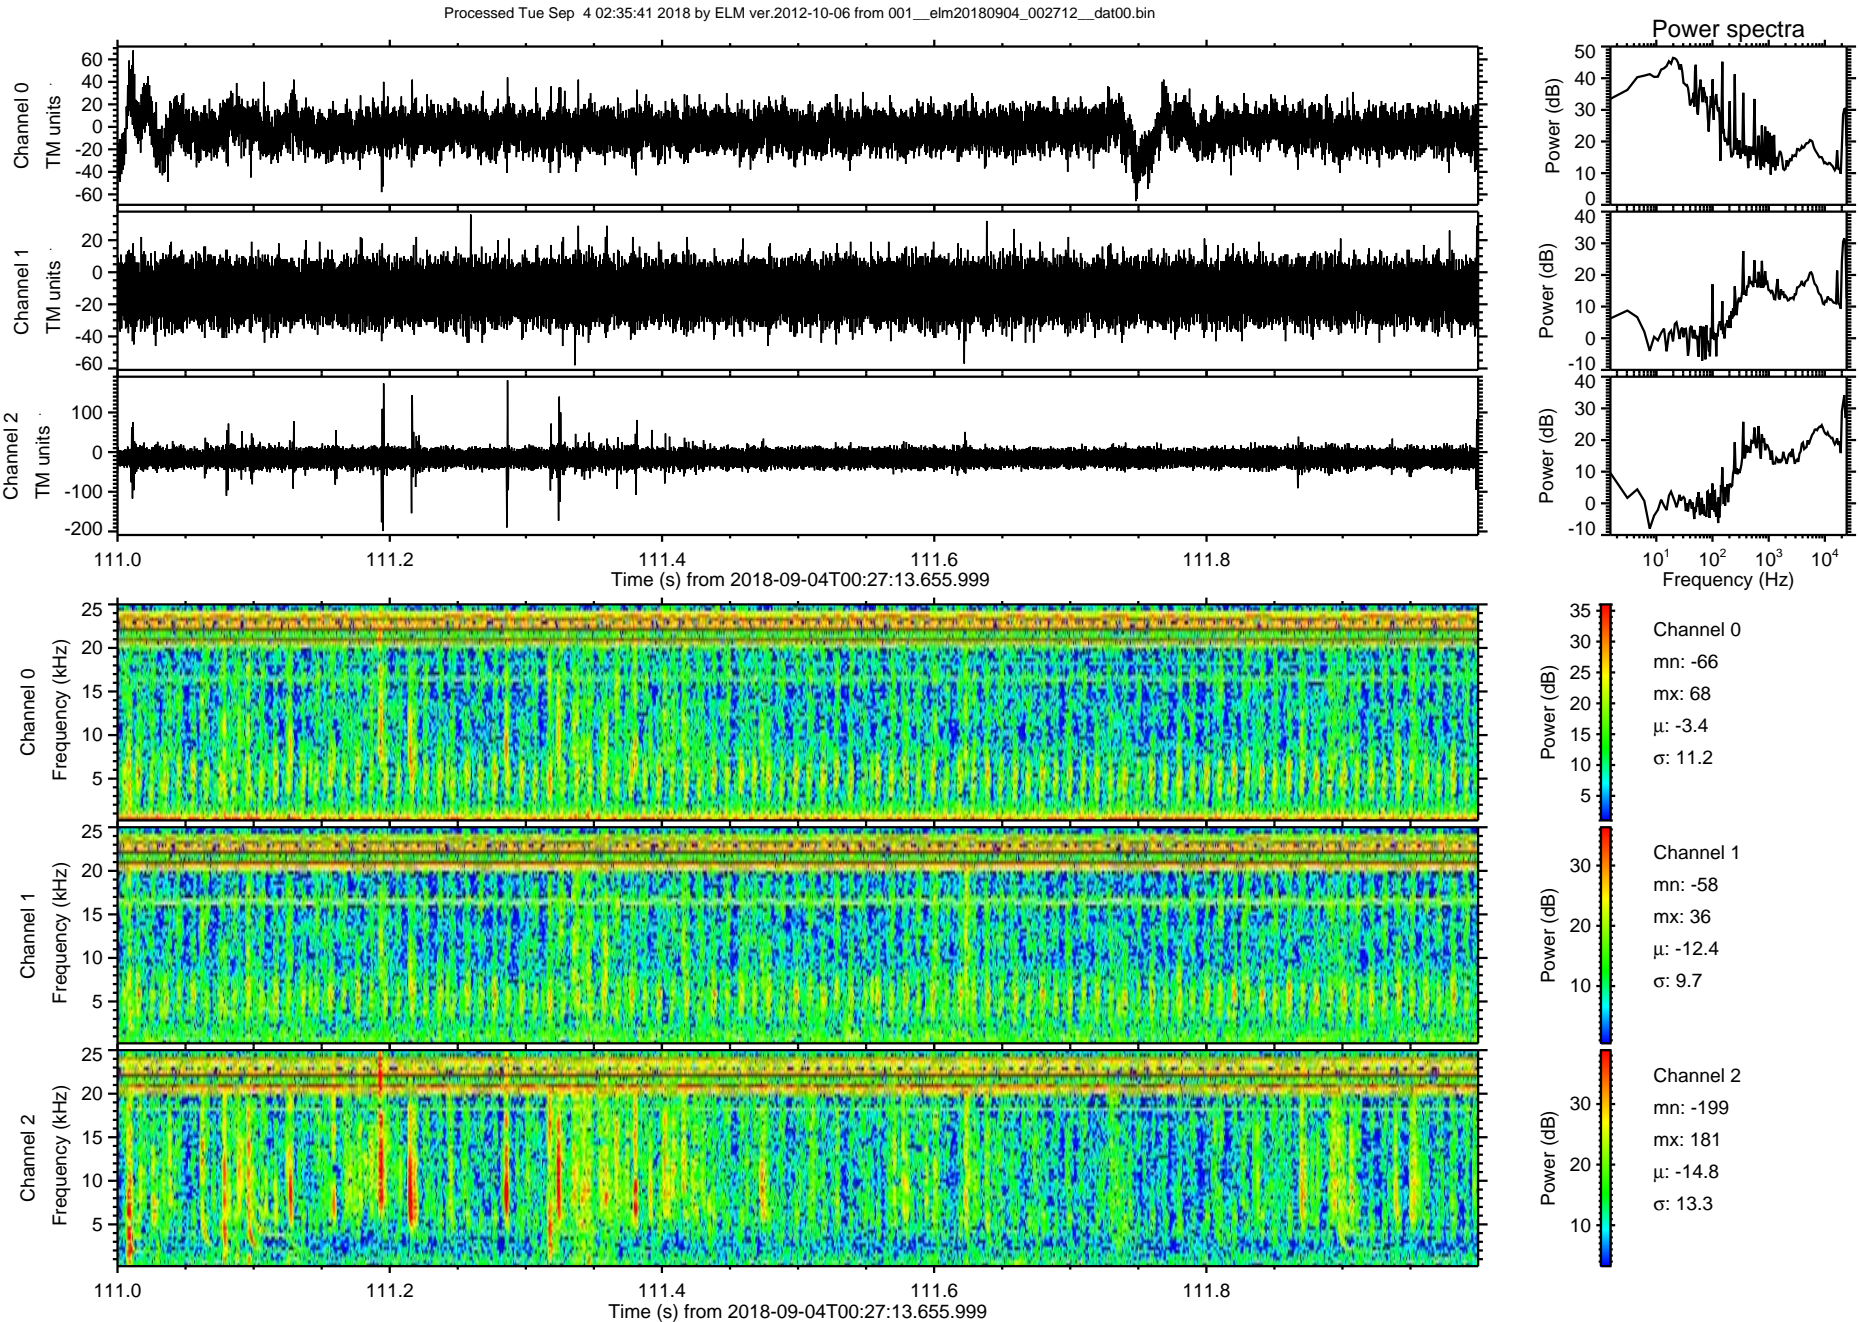 Processed Tue Sep  4 02:35:41 2018 by ELM ver.2012-10-06 from 001__elm20180904_002712__dat00.bin
Power spectra
Channel 0
TM units
60
40
20
0
-20
-40
-60
Power (dB)
50
40
30
20
10
0
Channel 1
TM units
20
0
-20
-40
-60
Power (dB)
40
30
20
10
0
-10
Channel 2
TM units
100
0
-100
-200
Power (dB)
40
30
20
10
0
-10
111.0 111.2 111.4 111.6 111.8
Time (s) from 2018-09-04T00:27:13.655.999
10^1 10^2 10^3 10^4
Frequency (Hz)
Channel 0
Frequency (kHz)
25
20
15
10
5
Power (dB)
35
30
25
20
15
10
5
Channel 0
mn: -66
mx: 68
μ: -3.4
σ: 11.2
Channel 1
Frequency (kHz)
25
20
15
10
5
Power (dB)
30
20
10
Channel 1
mn: -58
mx: 36
μ: -12.4
σ: 9.7
Channel 2
Frequency (kHz)
25
20
15
10
5
Power (dB)
30
20
10
Channel 2
mn: -199
mx: 181
μ: -14.8
σ: 13.3
111.0 111.2 111.4 111.6 111.8
Time (s) from 2018-09-04T00:27:13.655.999